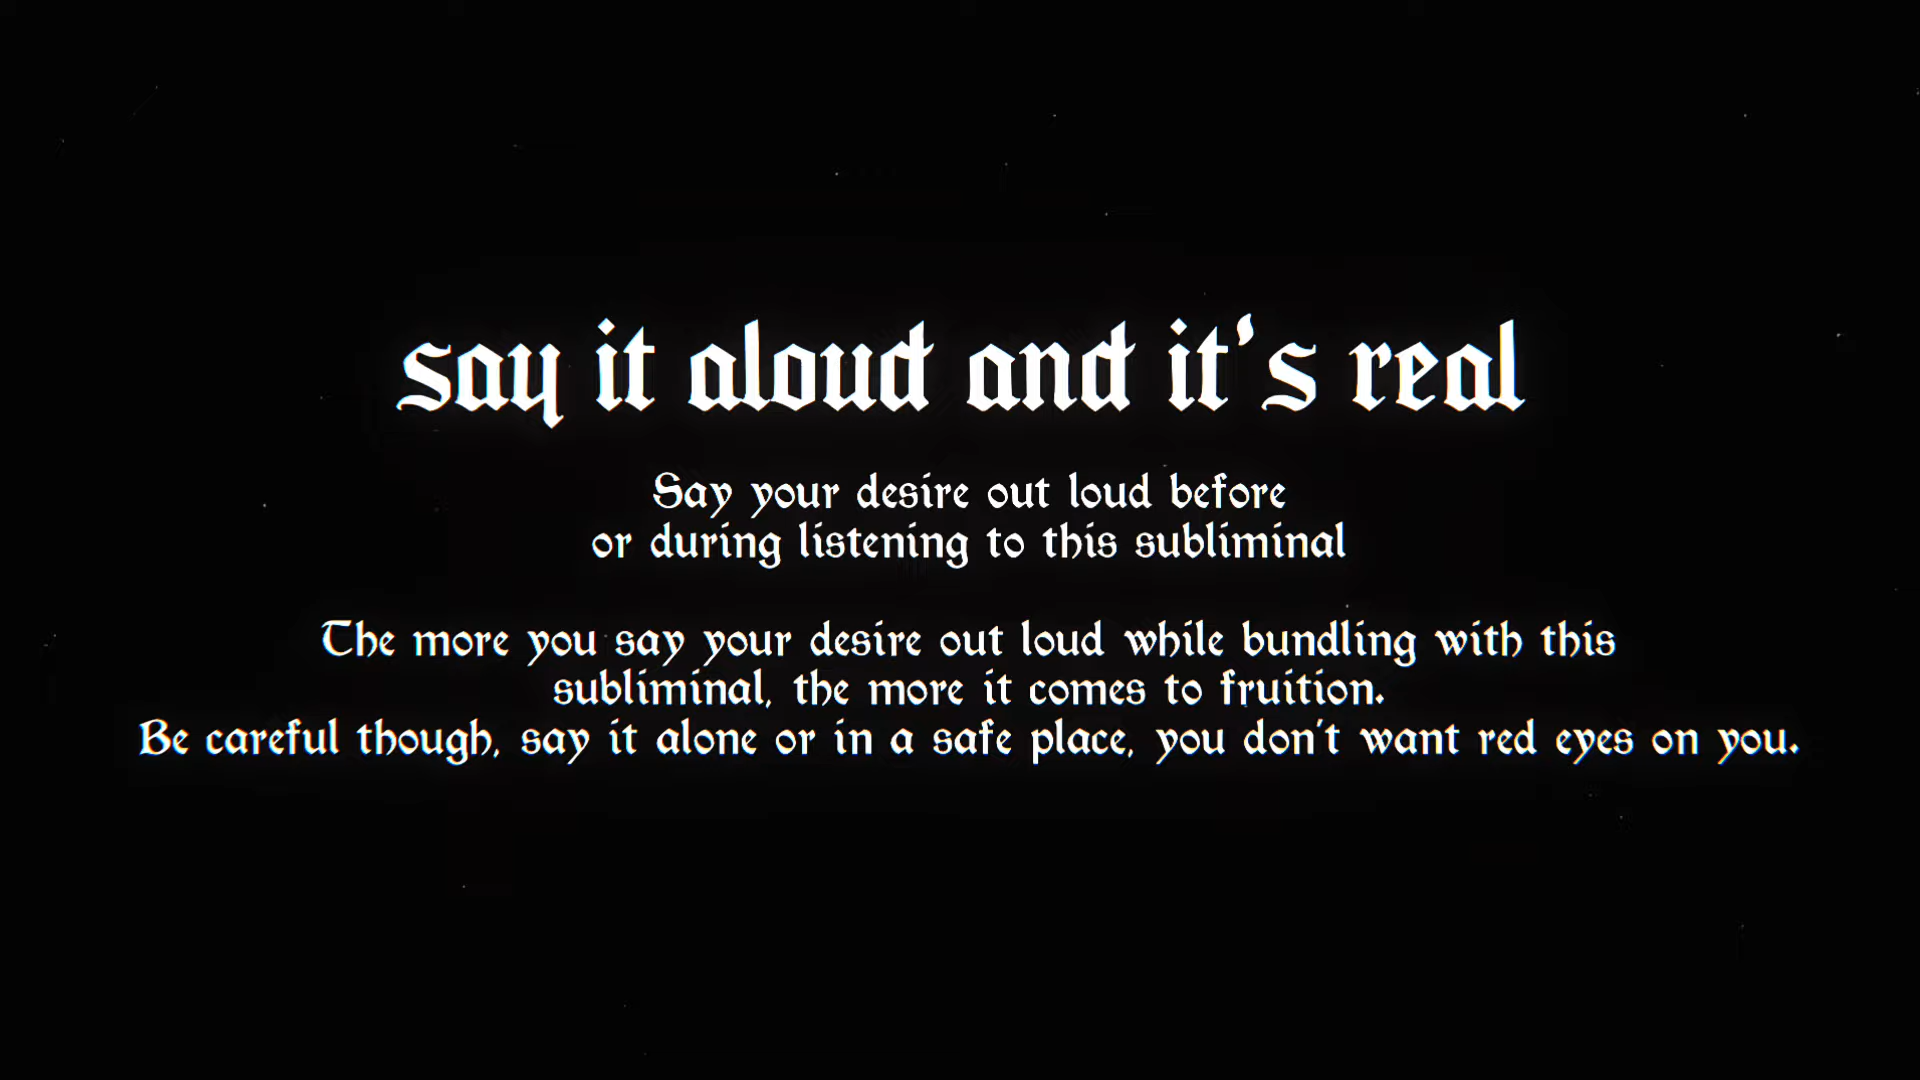 say it aloud and it's real
Say your desire out loud before
or during listening to this subliminal
The more you say your desire out loud while bundling with this
subliminal, the more it comes to fruition.
Be careful though, say it alone or in a safe place, you don't want red eyes on you.